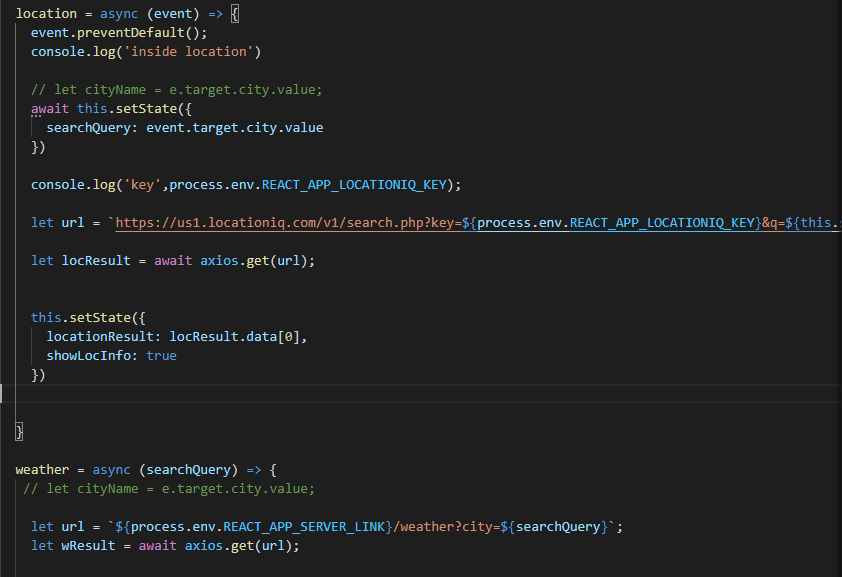 location = async (event) => {
event.preventDefault();
console.log('inside location')
// let cityName = e.target.city.value;
await this.setState({
searchQuery: event.target.city.value
})
console.log('key',process.env.REACT_APP_LOCATIONIQ_KEY);
let url = `https://us1.locationiq.com/v1/search.php?key=${process.env.REACT_APP_LOCATIONIQ_KEY}&q=${this.
let locResult = await axios.get(url);
this.setState({
locationResult: locResult.data[0],
showLocInfo: true
})
}
weather = async (searchQuery) => {
// let cityName = e.target.city.value;
let url = `${process.env.REACT_APP_SERVER_LINK}/weather?city=${searchQuery}`;
let wResult = await axios.get(url);